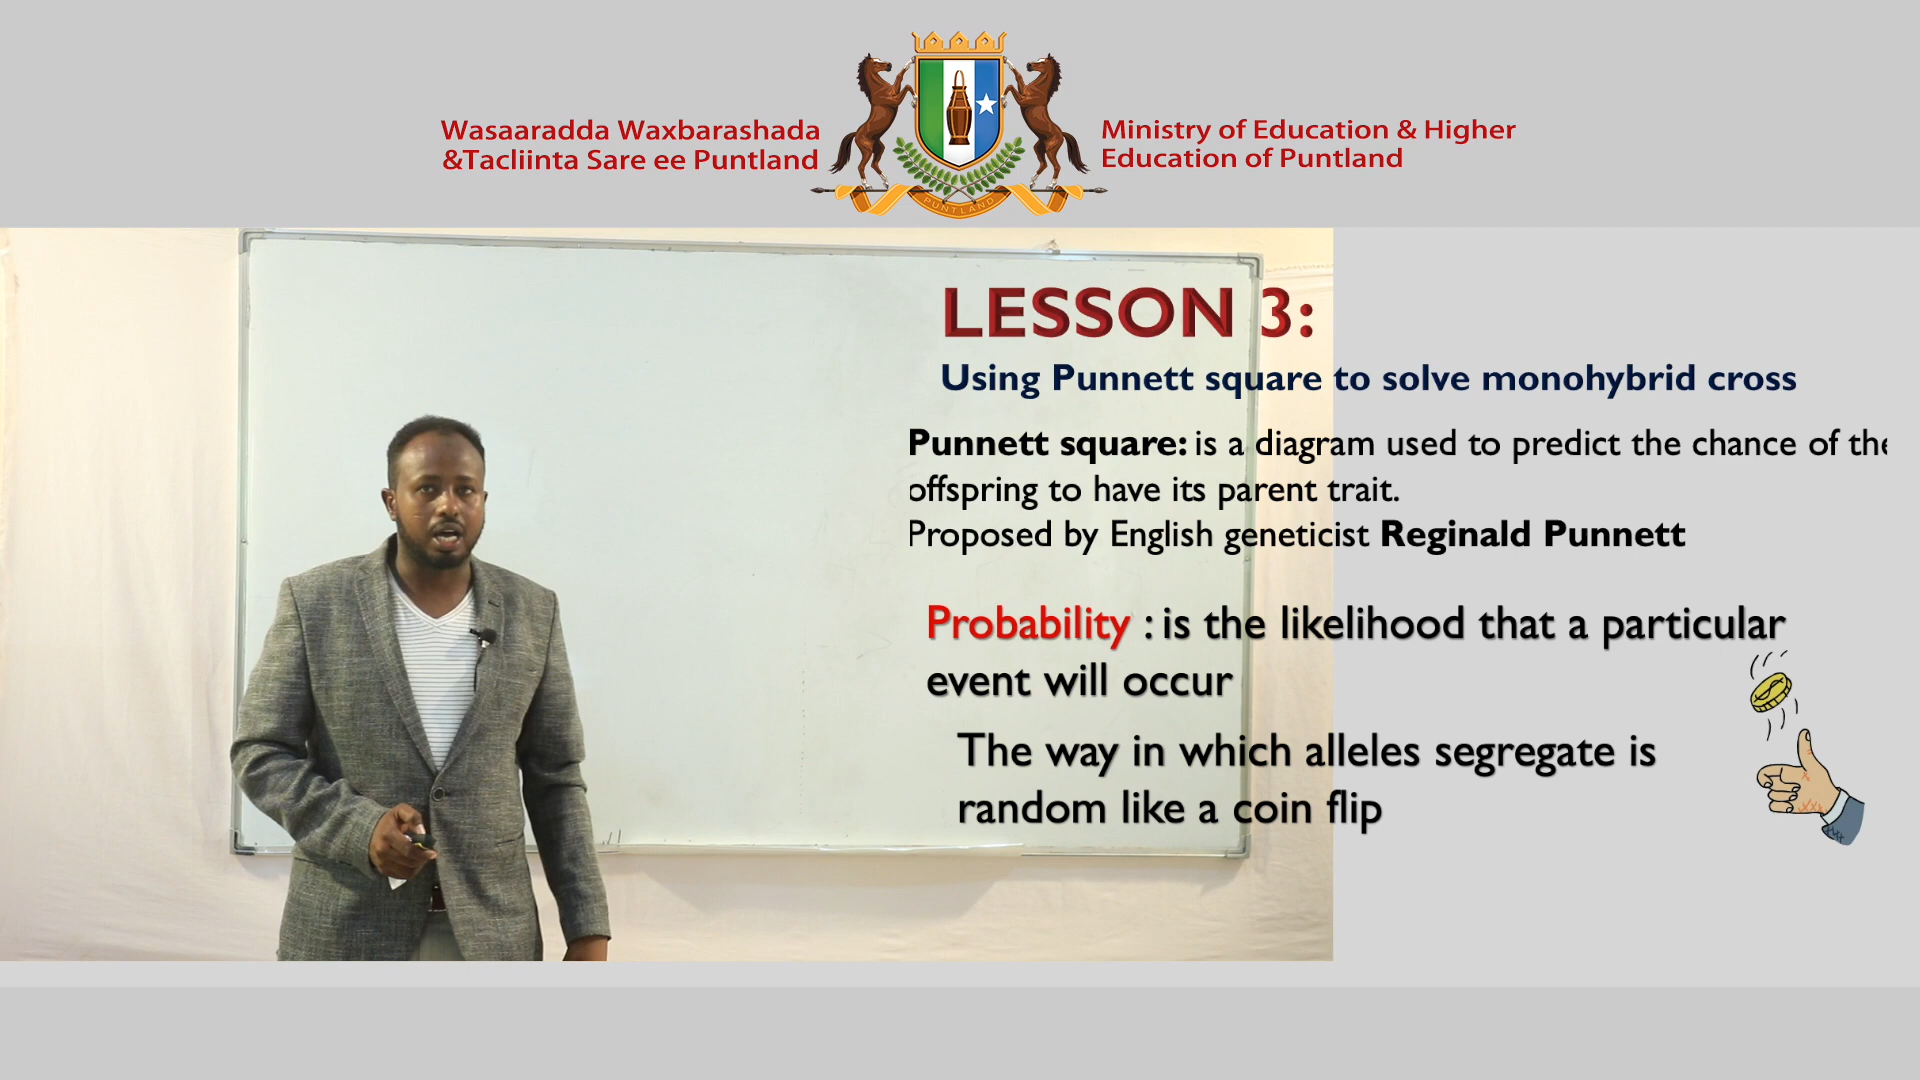 Wasaaradda Waxbarashada
&Tacliinta Sare ee Puntland
PUNTLAND
Ministry of Education & Higher
Education of Puntland
LESSON 3:
Using Punnett square to solve monohybrid cross
Punnett square: is a diagram used to predict the chance of the
offspring to have its parent trait.
Proposed by English geneticist Reginald Punnett
Probability : is the likelihood that a particular
event will occur
The way in which alleles segregate is
random like a coin flip